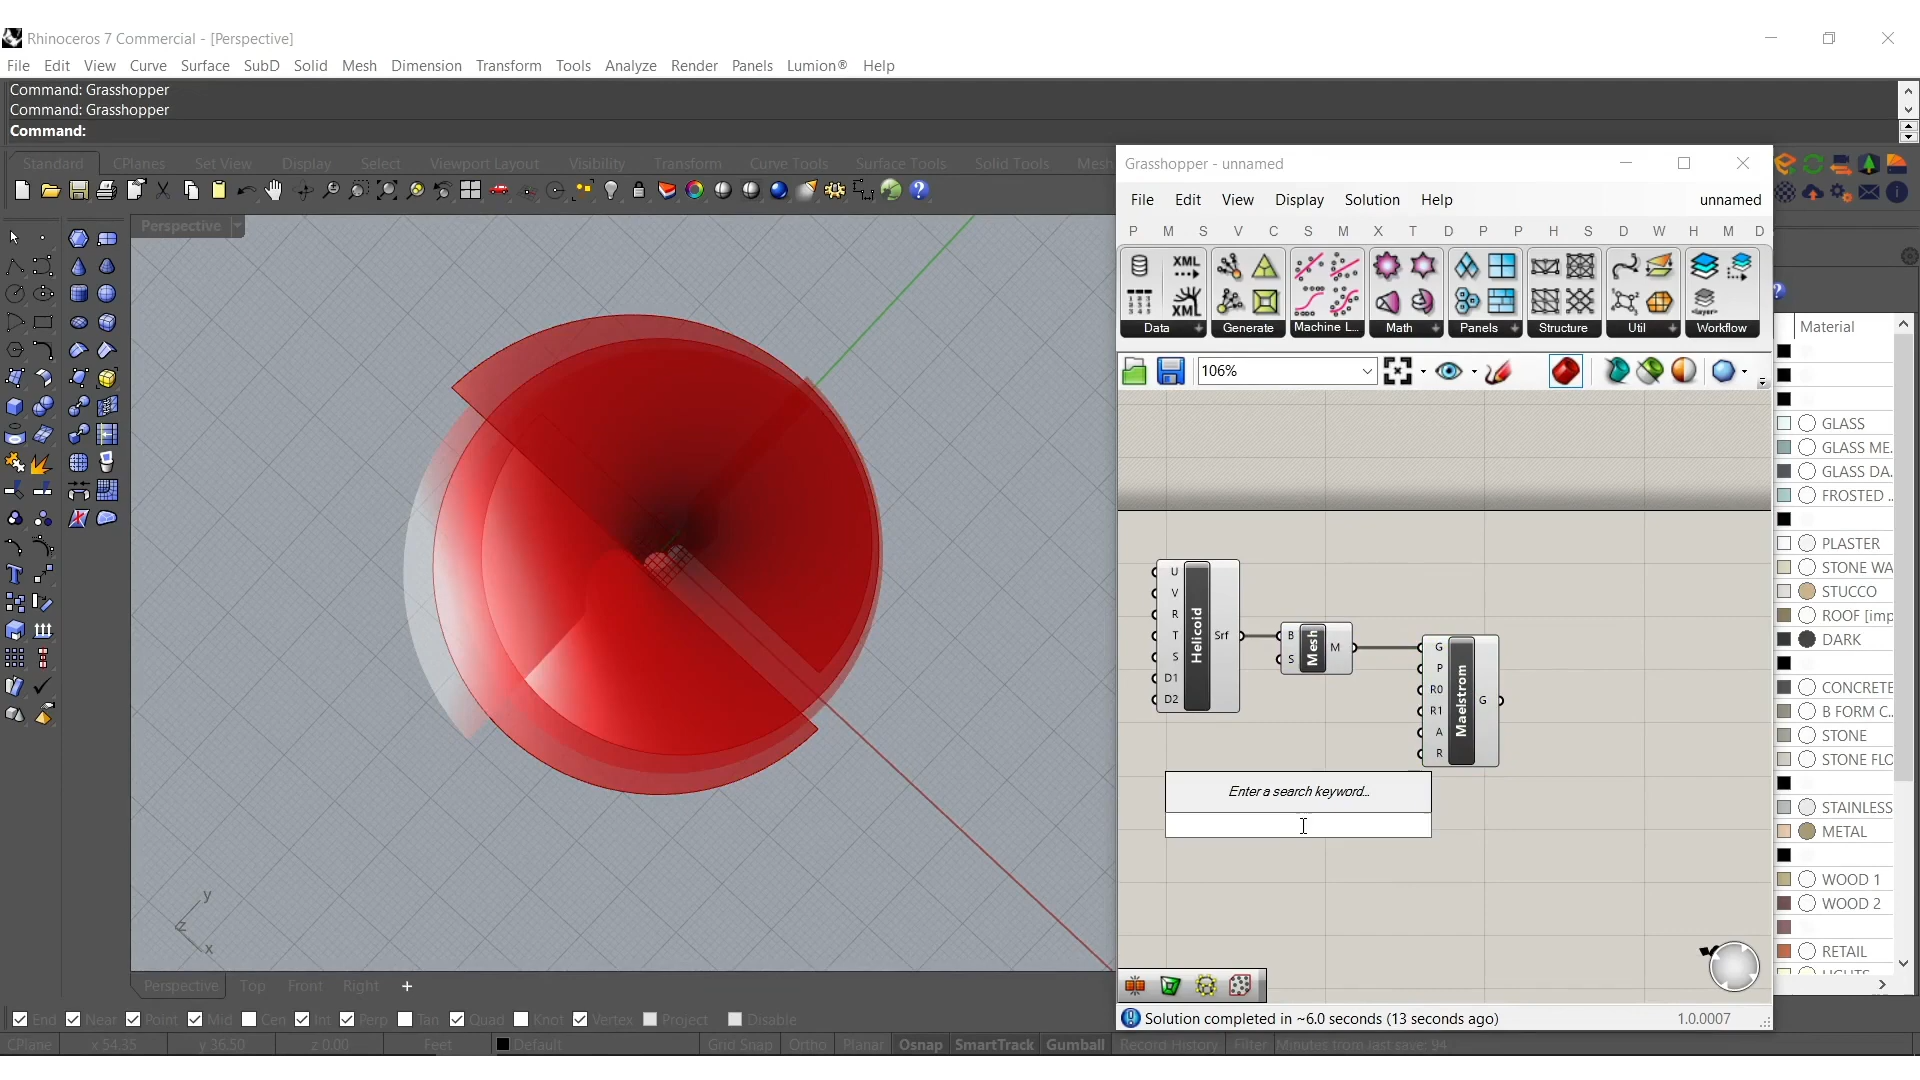 Rhinoceros 7 Commercial - [Perspective]
File Edit View Curve Surface SubD Solid Mesh Dimension Transform Tools Analyze Render Panels Lumion® Help
Command: Grasshopper
Command: Grasshopper
Command:
Standard CPlanes Set View Display Select Viewport Layout Visibility Transform Curve Tools Surface Tools Solid Tools Mesh
Perspective
Grasshopper - unnamed
File Edit View Display Solution Help unnamed
P M S V C S M X T D P P H S D W H M D
XML
XML
Data Generate Machine L... Math Panels Structure Util Workflow
106%
U
V
R
T
S
D1
D2
Helicoid
Srf
B
S
Mesh
M
G
P
R0
R1
A
R
Maelstrom
G
Enter a search keyword...
Solution completed in ~6.0 seconds (13 seconds ago) 1.0.0007
Material
GLASS
GLASS ME.
GLASS DA.
FROSTED ..
PLASTER
STONE WA
STUCCO
ROOF [imp
DARK
CONCRETE
B FORM C..
STONE
STONE FLO
STAINLESS
METAL
WOOD 1
WOOD 2
RETAIL
LIGHTS
y
z
x
Perspective Top Front Right
End Near Point Mid Cen Int Perp Tan Quad Knot Vertex Project Disable
CPlane x 54.35 y 36.50 z 0.00 Feet Default Grid Snap Ortho Planar Osnap SmartTrack Gumball Record History Filter Minutes from last save: 94